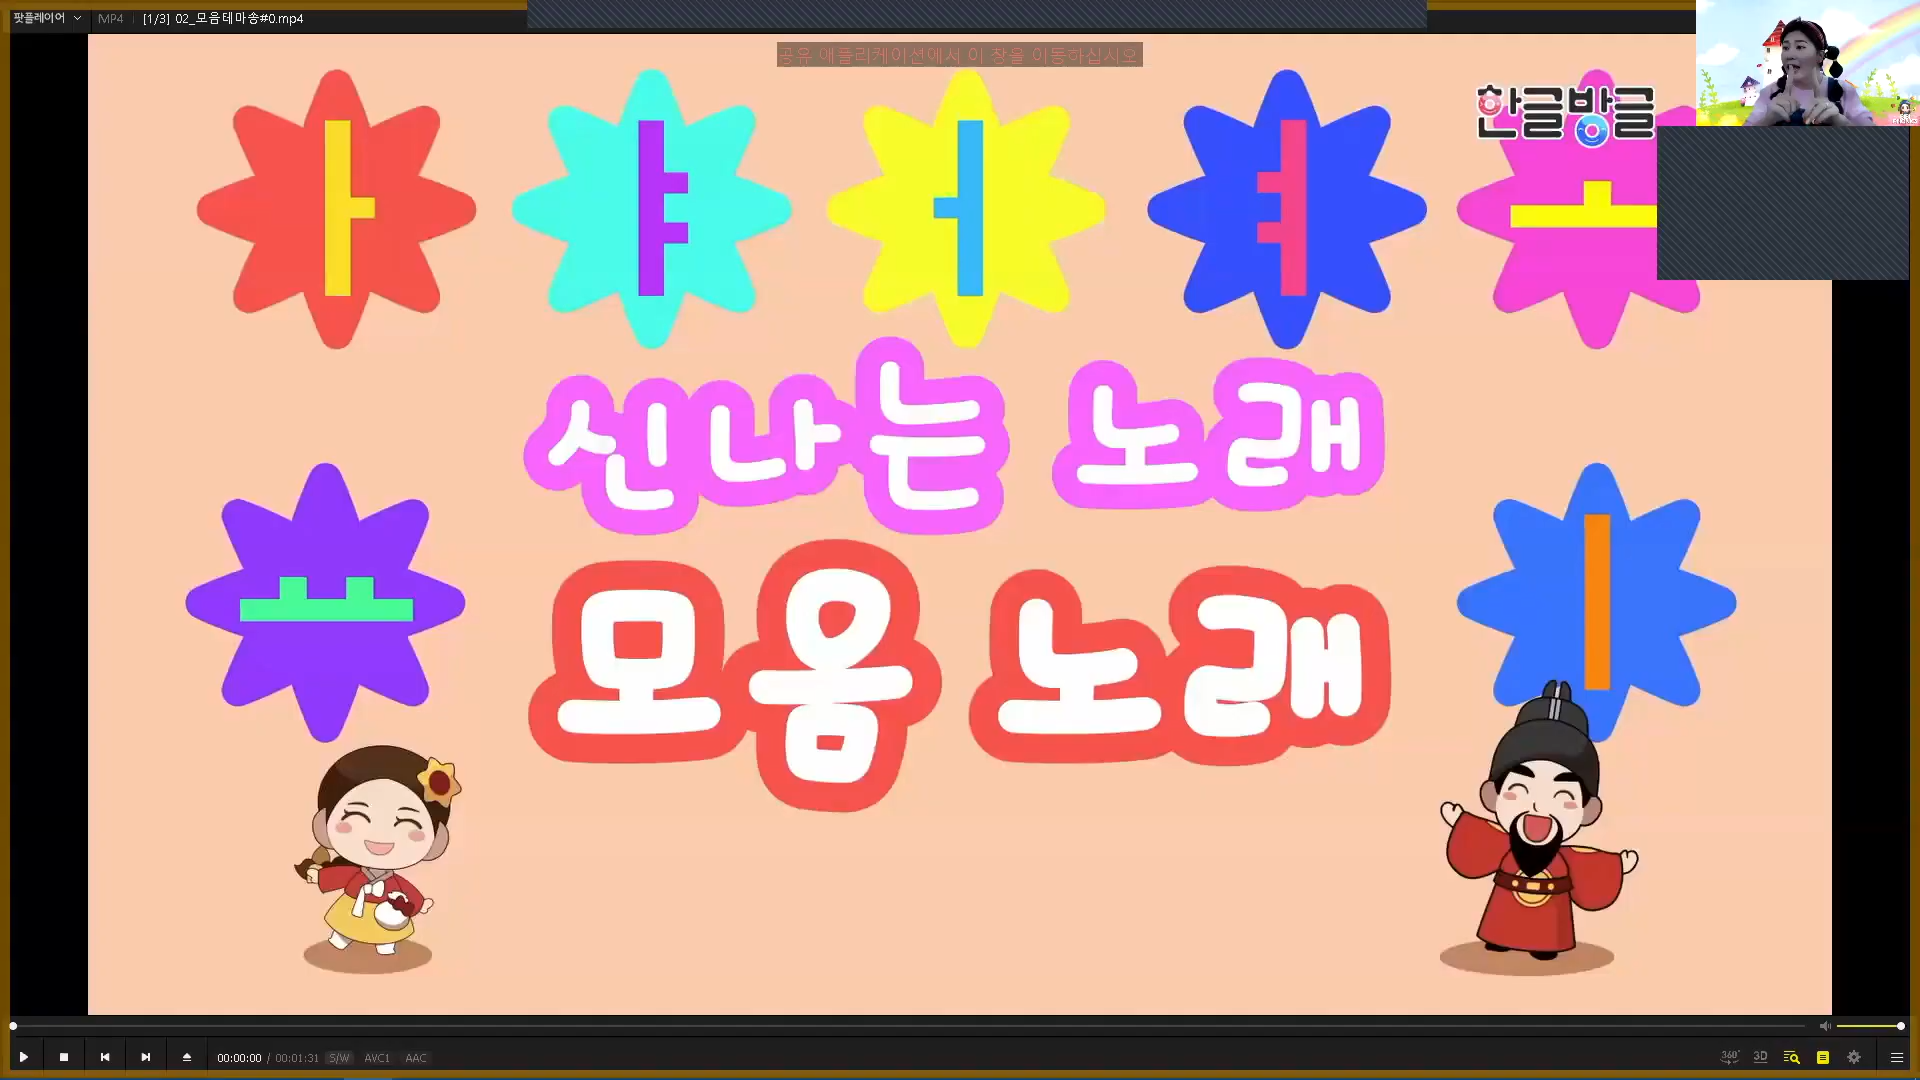 팟플레이어 MP4 [1/3] 02_모음테마송#0.mp4
공유 애플리케이션에서 이 창을 이동하십시오
한글방글
ㅏ ㅑ ㅓ ㅕ ㅗ
신나는 노래
ㅛ ㅣ
모음 노래
00:00:00 / 00:01:31 S/W AVC1 AAC
360° 3D